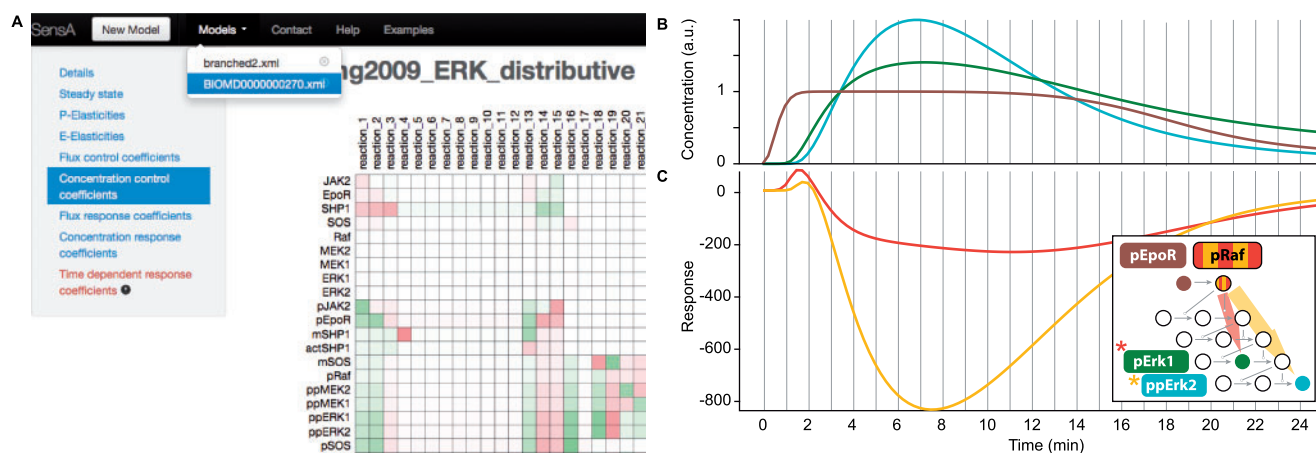 A
SensA
New Model
Models
Contact
Help
Examples
branched2.xml
BIOMD0000000270.xml
ng2009_ERK_distributive
Details
Steady state
P-Elasticities
E-Elasticities
Flux control coefficients
Concentration control
coefficients
Flux response coefficients
Concentration response
coefficients
Time dependent response
coefficients
reaction_1
reaction_2
reaction_3
reaction_4
reaction_5
reaction_6
reaction_7
reaction_8
reaction_9
reaction_10
reaction_11
reaction_12
reaction_13
reaction_14
reaction_15
reaction_16
reaction_17
reaction_18
reaction_19
reaction_20
reaction_21
JAK2
EpoR
SHP1
SOS
Raf
MEK2
MEK1
ERK1
ERK2
pJAK2
pEpoR
mSHP1
actSHP1
mSOS
pRaf
ppMEK2
ppMEK1
ppERK1
ppERK2
pSOS
B
Concentration (a.u.)
1
0
C
Response
0
-200
-400
-600
-800
pEpoR
pRaf
* pErk1
* ppErk2
0 2 4 6 8 10 12 14 16 18 20 22 24
Time (min)